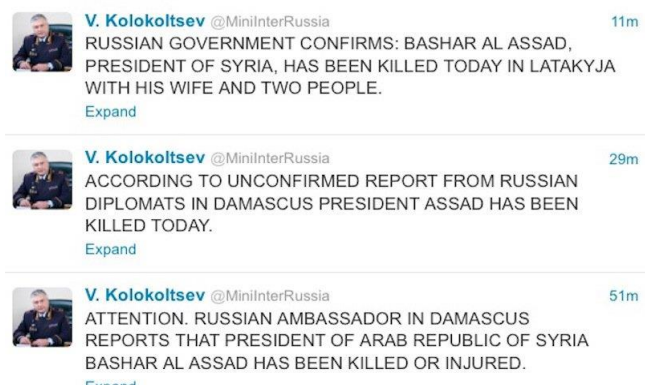 V. Kolokoltsev @MiniInterRussia 11m
RUSSIAN GOVERNMENT CONFIRMS: BASHAR AL ASSAD,
PRESIDENT OF SYRIA, HAS BEEN KILLED TODAY IN LATAKYJA
WITH HIS WIFE AND TWO PEOPLE.
Expand
V. Kolokoltsev @MiniInterRussia 29m
ACCORDING TO UNCONFIRMED REPORT FROM RUSSIAN
DIPLOMATS IN DAMASCUS PRESIDENT ASSAD HAS BEEN
KILLED TODAY.
Expand
V. Kolokoltsev @MiniInterRussia 51m
ATTENTION. RUSSIAN AMBASSADOR IN DAMASCUS
REPORTS THAT PRESIDENT OF ARAB REPUBLIC OF SYRIA
BASHAR AL ASSAD HAS BEEN KILLED OR INJURED.
Expand